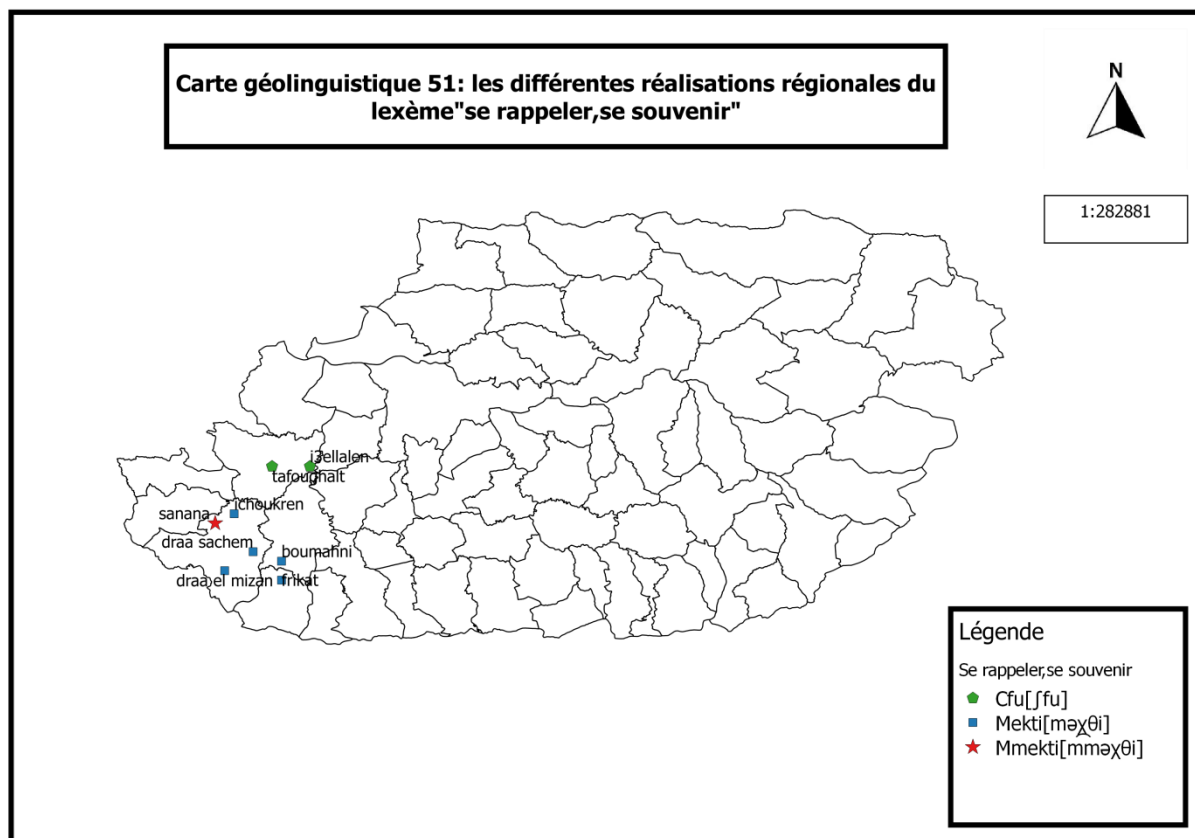 Carte géolinguistique 51: les différentes réalisations régionales du
lexème"se rappeler,se souvenir"
N
1:282881
i3ellalen
tafoughalt
ichoukren
sanana
draa sachem
boumahni
draa el mizan
frikat
Légende
Se rappeler,se souvenir
Cfu[ʃfu]
Mekti[məχθi]
Mmekti[mməχθi]